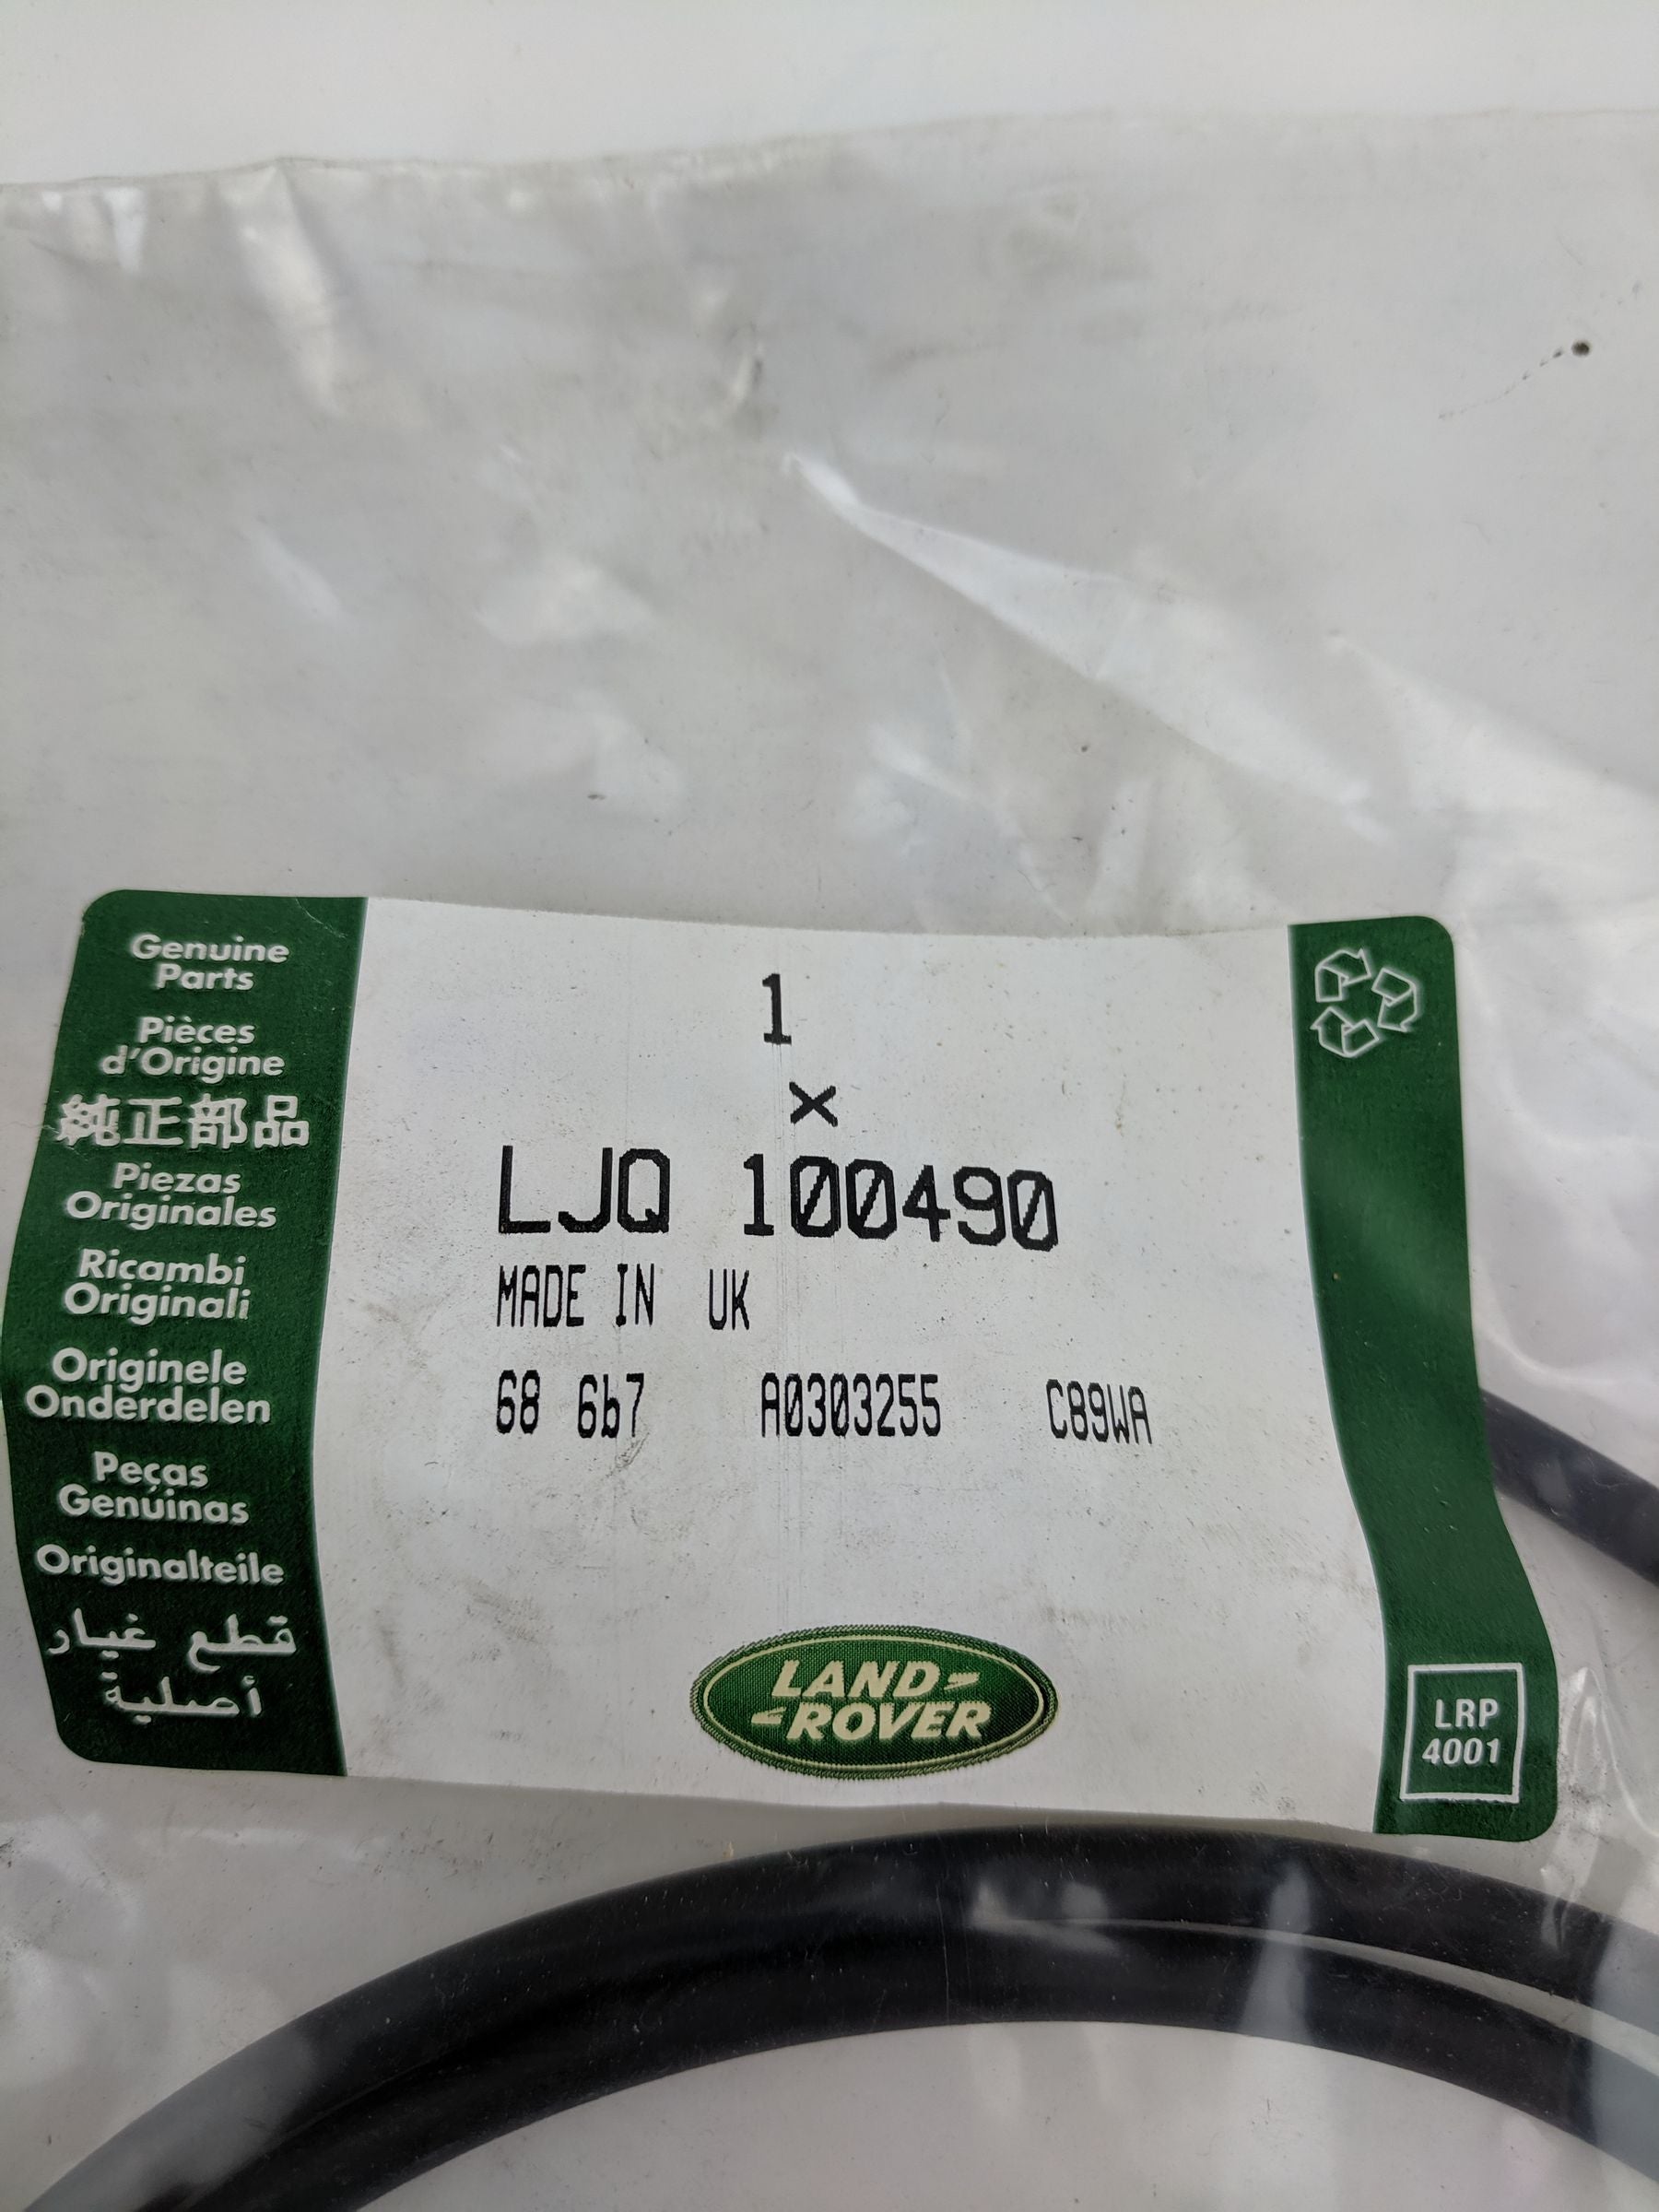 Genuine
Parts
Pièces
d'Origine
純正部品
Piezas
Originales
Ricambi
Originali
Originele
Onderdelen
Peças
Genuinas
Originalteile
قطع غيار
أصلية
1
x
LJQ 100490
MADE IN UK
68 6b7 A0303255 C89WA
LAND-
-ROVER
LRP
4001